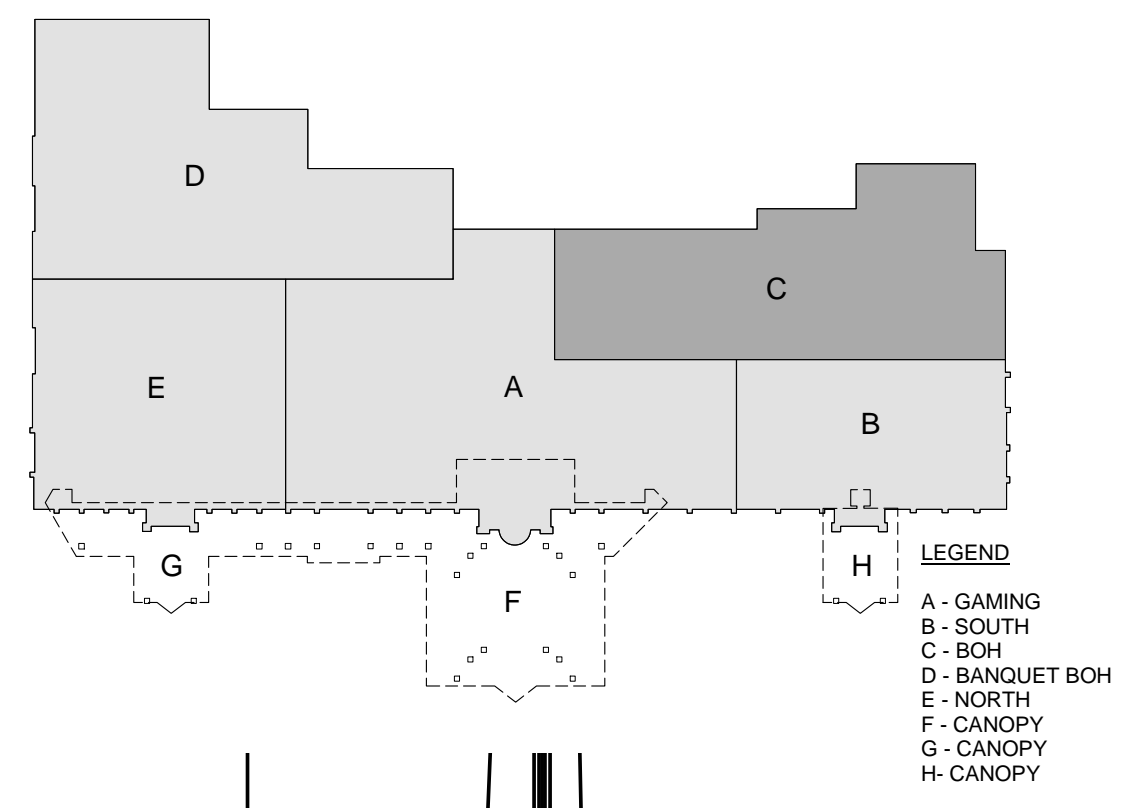 D
C
E
A
B
G
F
H
LEGEND
A - GAMING
B - SOUTH
C - BOH
D - BANQUET BOH
E - NORTH
F - CANOPY
G - CANOPY
H- CANOPY